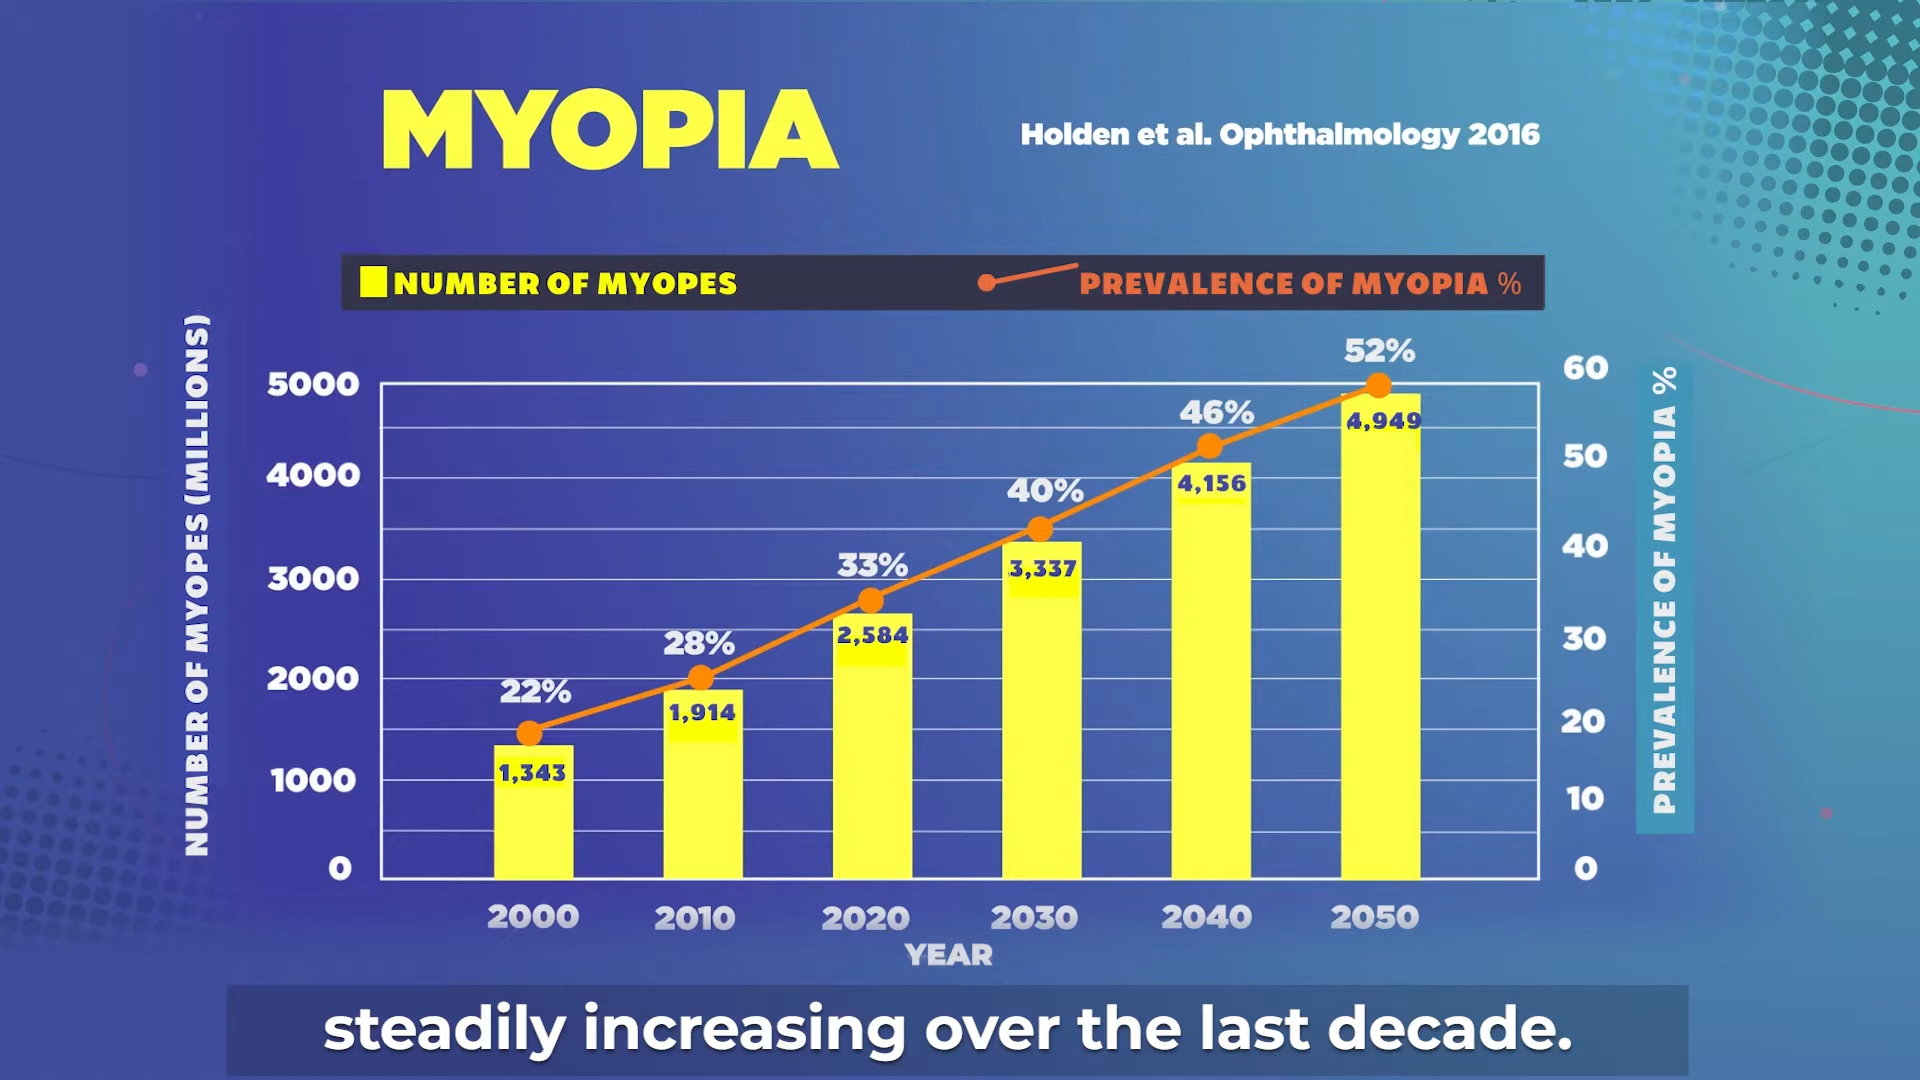 MYOPIA
Holden et al. Ophthalmology 2016
NUMBER OF MYOPES
PREVALENCE OF MYOPIA %
NUMBER OF MYOPES (MILLIONS)
5000
4000
3000
2000
1000
0
22%
28%
33%
40%
46%
52%
1,343
1,914
2,584
3,337
4,156
4,949
60
50
40
30
20
10
0
PREVALENCE OF MYOPIA %
2000 2010 2020 2030 2040 2050
YEAR
steadily increasing over the last decade.